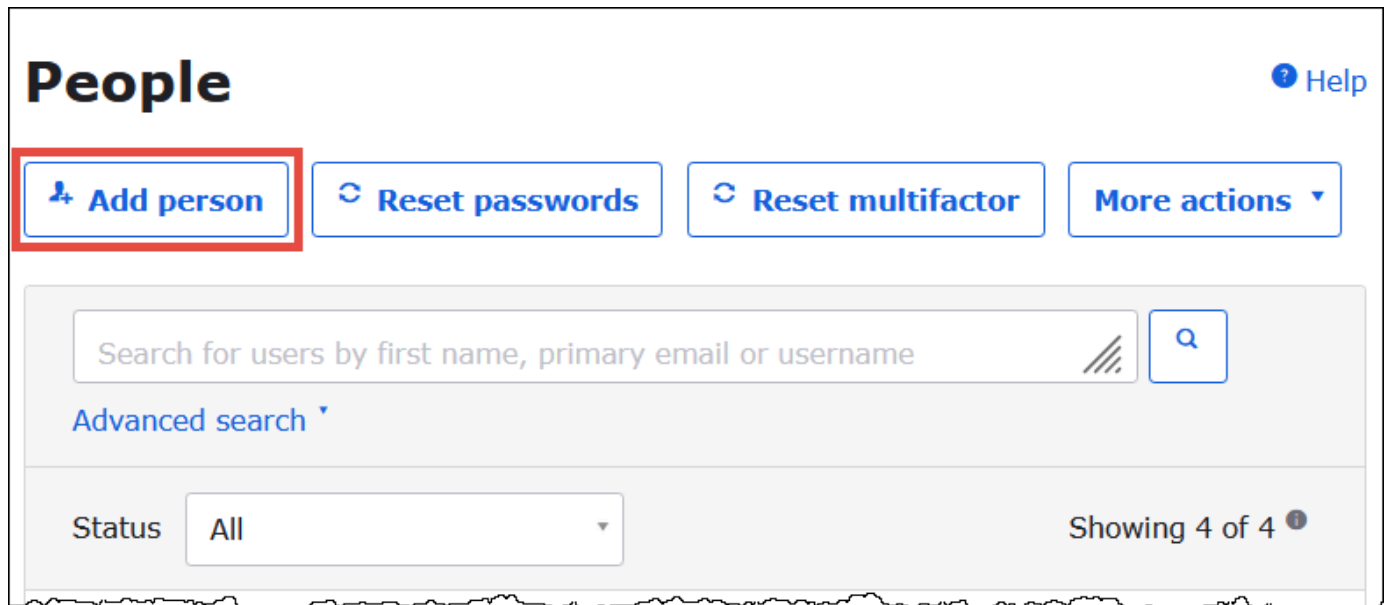 People
Help
Add person
Reset passwords
Reset multifactor
More actions
Search for users by first name, primary email or username
Advanced search
Status
All
Showing 4 of 4